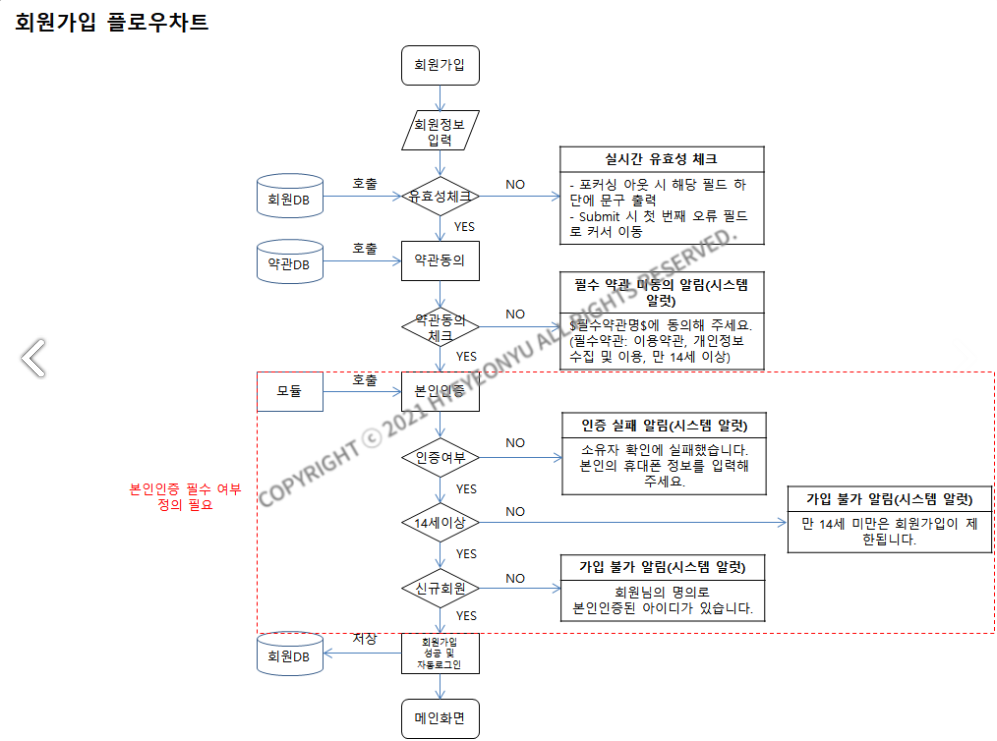 회원가입 플로우차트
회원가입
회원정보
입력
회원DB
호출
유효성체크
NO
실시간 유효성 체크
- 포커싱 아웃 시 해당 필드 하
단에 문구 출력
- Submit 시 첫 번째 오류 필드
로 커서 이동
YES
약관DB
호출
약관동의
약관동의
체크
NO
필수 약관 미동의 알림(시스템
알럿)
$필수약관명$에 동의해 주세요.
(필수약관: 이용약관, 개인정보
수집 및 이용, 만 14세 이상)
YES
모듈
호출
본인인증
인증여부
NO
인증 실패 알림(시스템 알럿)
소유자 확인에 실패했습니다.
본인의 휴대폰 정보를 입력해
주세요.
YES
본인인증 필수 여부
정의 필요
14세이상
NO
가입 불가 알림(시스템 알럿)
만 14세 미만은 회원가입이 제
한됩니다.
YES
신규회원
NO
가입 불가 알림(시스템 알럿)
회원님의 명의로
본인인증된 아이디가 있습니다.
YES
회원DB
저상
회원가입
성공 및
자동로그인
메인화면
COPYRIGHT ⓒ 2021 HYEYEONYU ALL RIGHTS RESERVED.